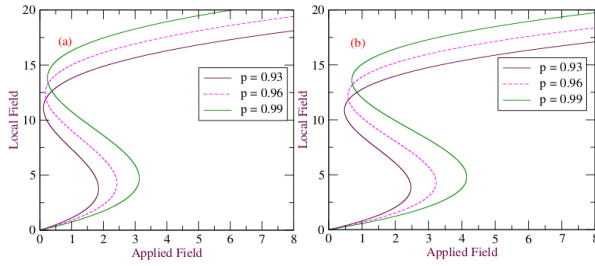 20
15
10
5
0
Local Field
(a)
p = 0.93
p = 0.96
p = 0.99
0 1 2 3 4 5 6 7 8
Applied Field
20
15
10
5
0
Local Field
(b)
p = 0.93
p = 0.96
p = 0.99
0 1 2 3 4 5 6 7 8
Applied Field